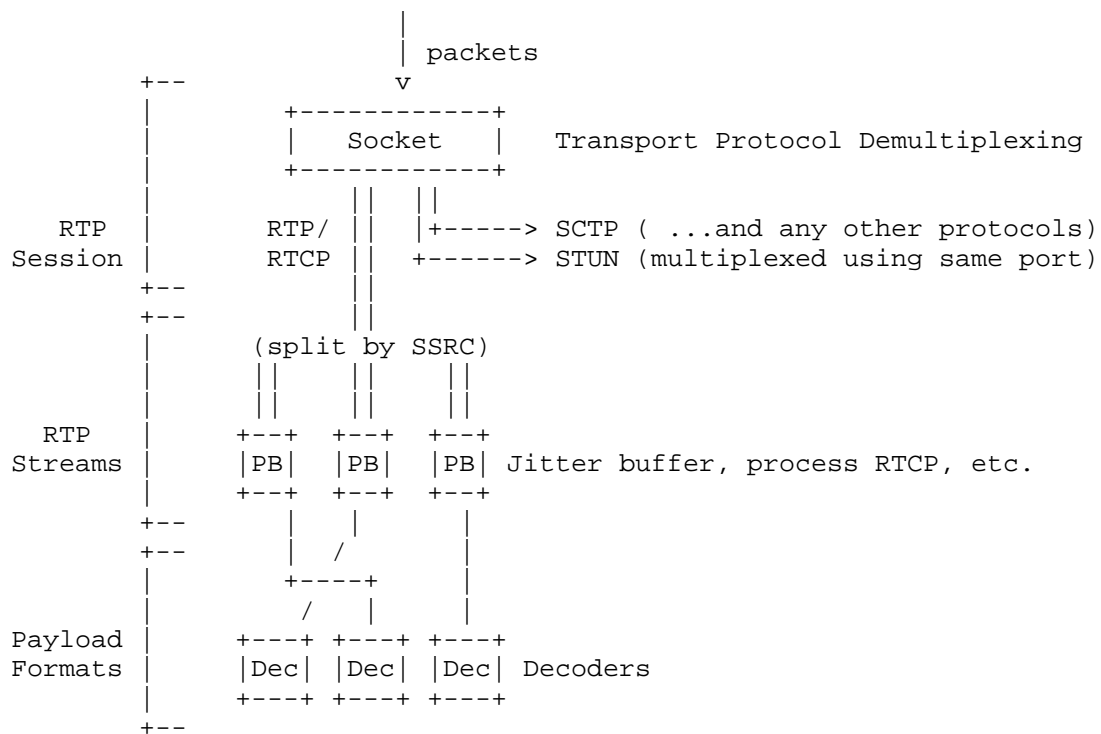 packets
Socket Transport Protocol Demultiplexing
RTP RTP/ SCTP ( ...and any other protocols)
Session RTCP STUN (multiplexed using same port)
(split by SSRC)
RTP
Streams PB PB PB Jitter buffer, process RTCP, etc.
Payload
Formats Dec Dec Dec Decoders